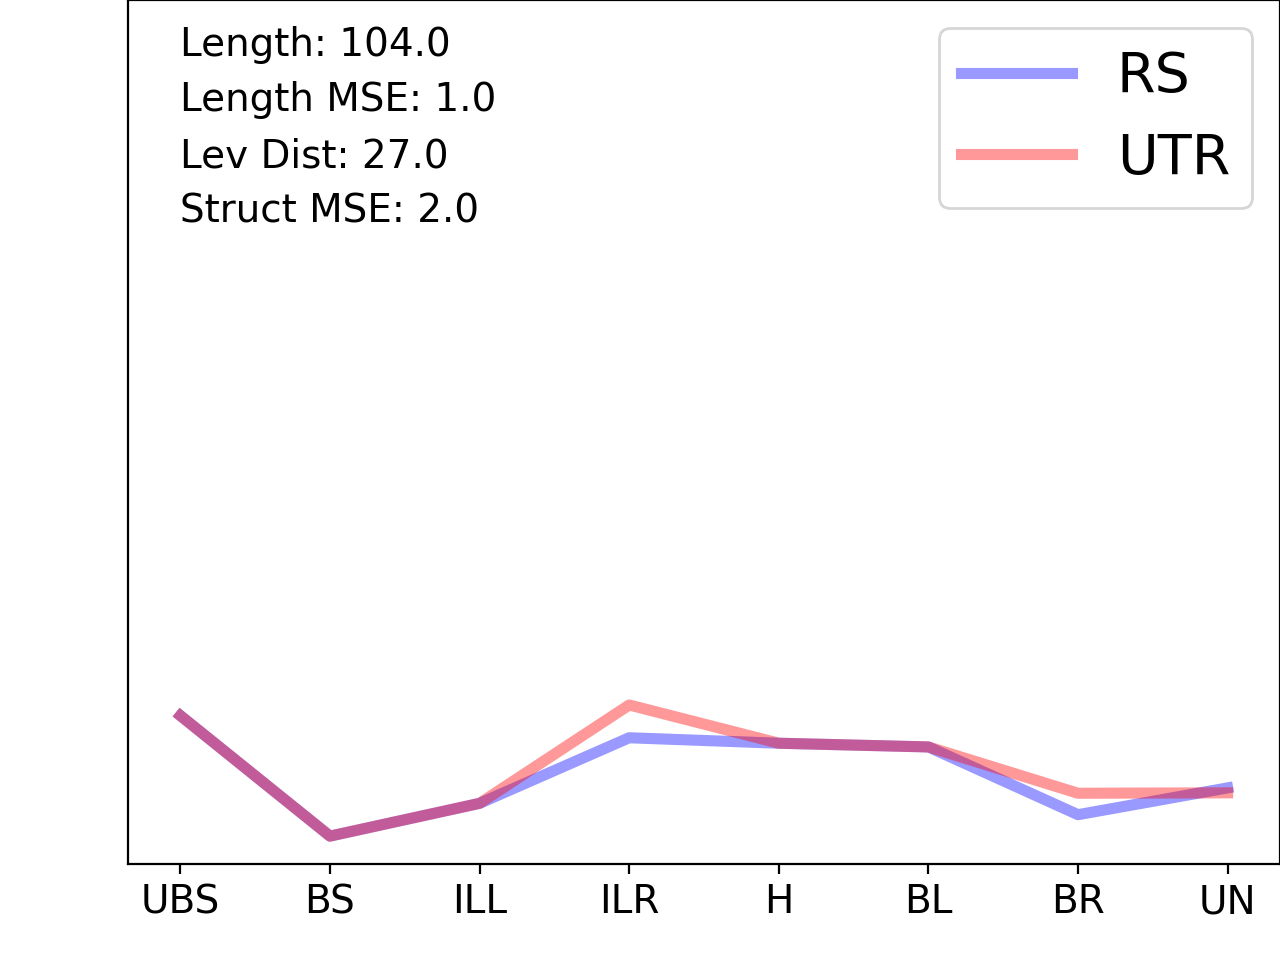 Length: 104.0
Length MSE: 1.0
Lev Dist: 27.0
Struct MSE: 2.0
RS
UTR
UBS BS ILL ILR H BL BR UN